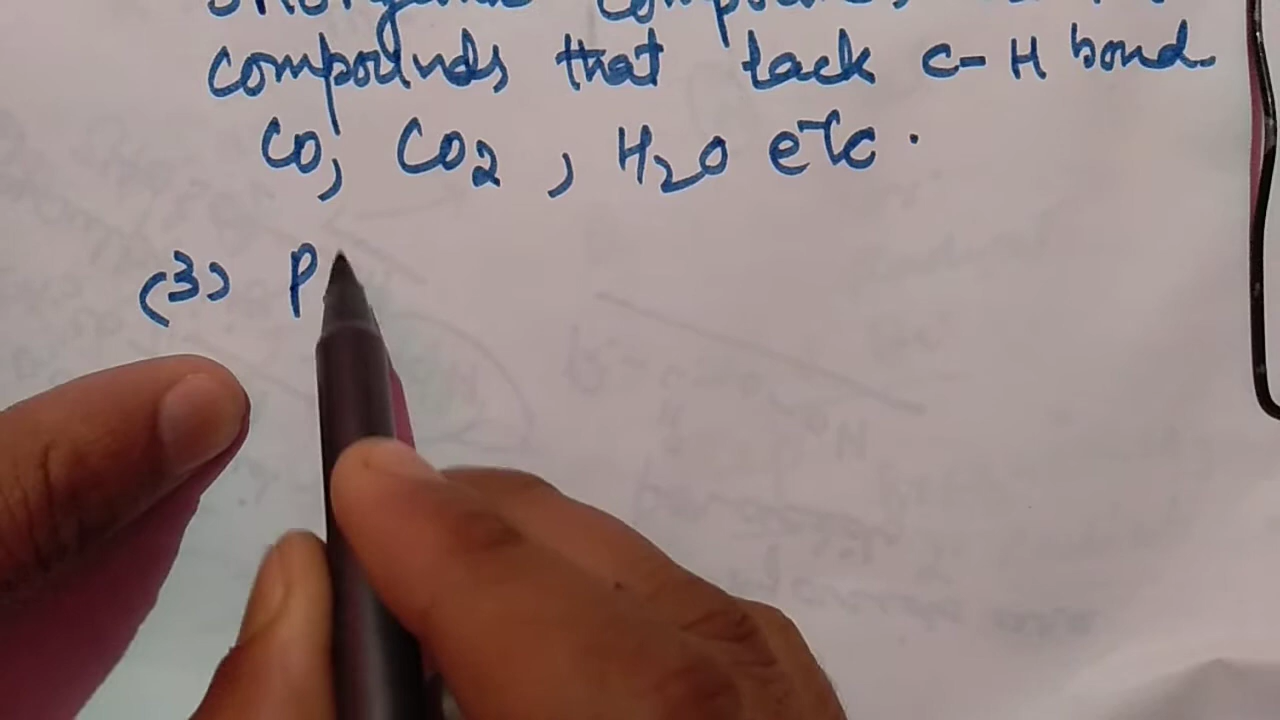 compounds that lack C-H bond.
CO, CO2, H2O etc.
(3) P